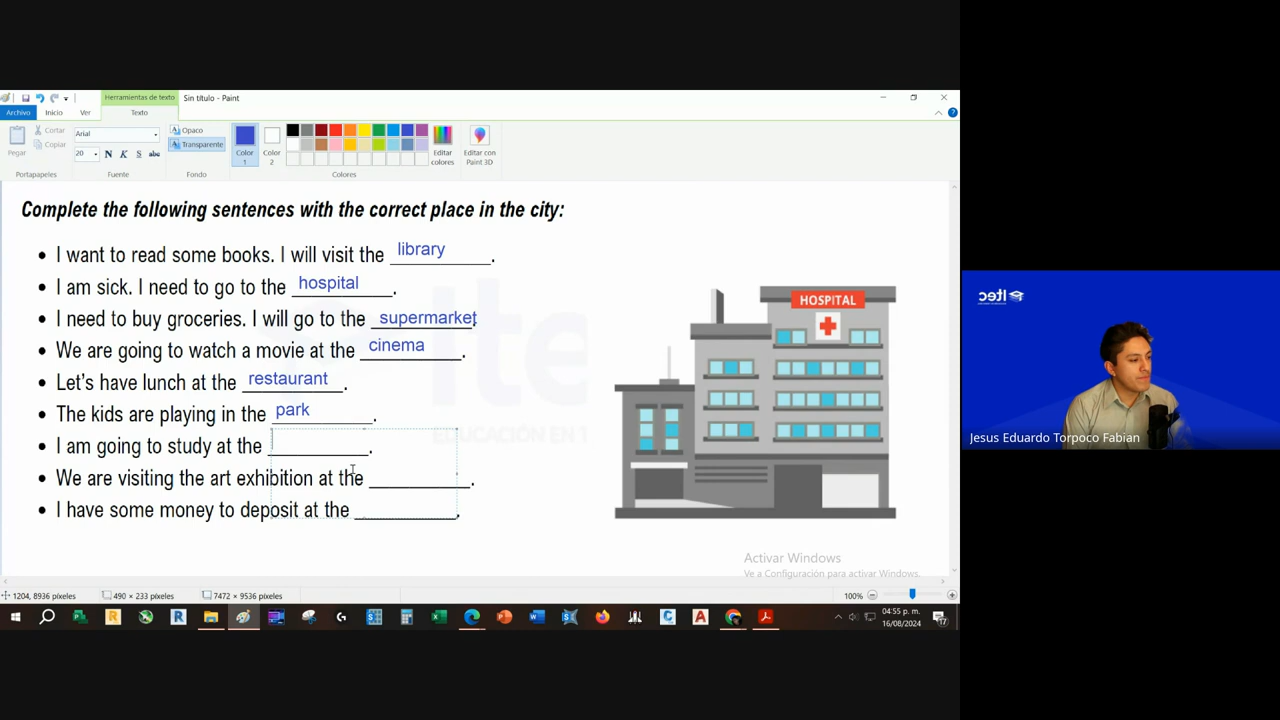 Herramientas de texto
Sin título - Paint
Archivo
Inicio
Ver
Texto
Pegar
Cortar
Copiar
Portapapeles
Arial
20
N K S abc
Fuente
Opaco
Transparente
Fondo
Color 1
Color 2
Editar colores
Editar con Paint 3D
Colores
Complete the following sentences with the correct place in the city:
• I want to read some books. I will visit the library.
• I am sick. I need to go to the hospital.
• I need to buy groceries. I will go to the supermarket.
• We are going to watch a movie at the cinema.
• Let's have lunch at the restaurant.
• The kids are playing in the park.
• I am going to study at the __________.
• We are visiting the art exhibition at the __________.
• I have some money to deposit at the __________.
HOSPITAL
itec
Jesus Eduardo Torpoco Fabian
Activar Windows
Ve a Configuración para activar Windows.
1204, 8936 píxeles
490 × 233 píxeles
7472 × 9536 píxeles
100%
04:55 p. m.
16/08/2024